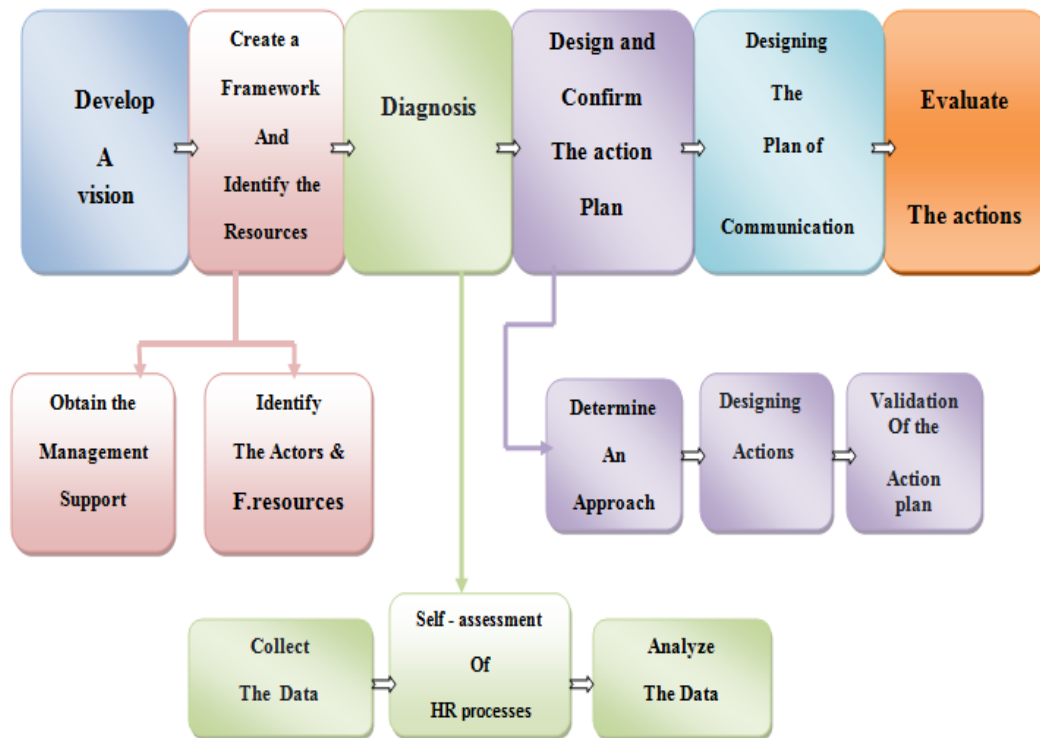 Develop
A
vision
Create a
Framework
And
Identify the
Resources
Diagnosis
Design and
Confirm
The action
Plan
Designing
The
Plan of
Communication
Evaluate
The actions
Obtain the
Management
Support
Identify
The Actors &
F.resources
Determine
An
Approach
Designing
Actions
Validation
Of the
Action
plan
Collect
The Data
Self - assessment
Of
HR processes
Analyze
The Data